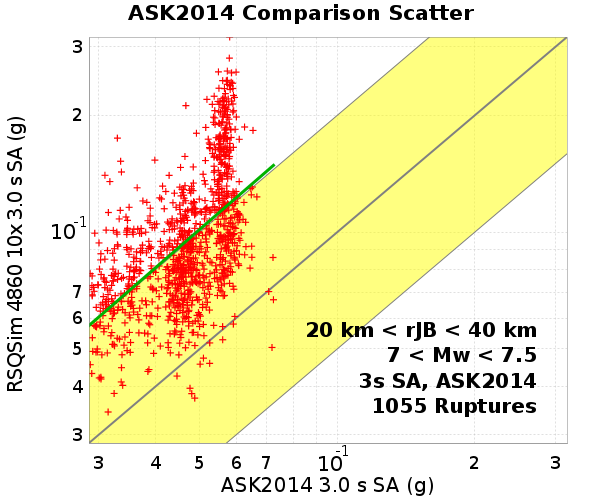 ASK2014 Comparison Scatter
RSQSim 4860 10x 3.0 s SA (g)
3
2
10-1
7
6
5
4
3
20 km < rJB < 40 km
7 < Mw < 7.5
3s SA, ASK2014
1055 Ruptures
3 4 5 6 7 10-1 2 3
ASK2014 3.0 s SA (g)